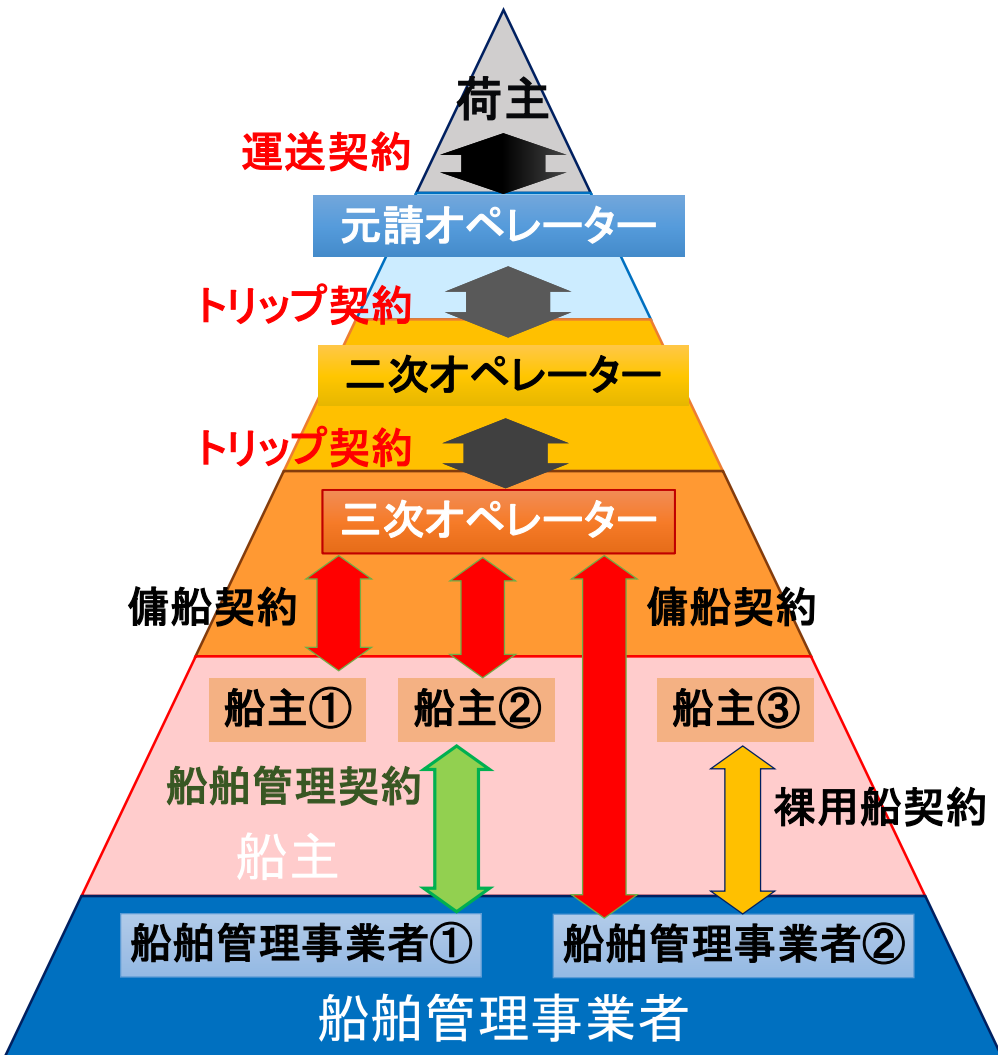 荷主
運送契約
元請オペレーター
トリップ契約
二次オペレーター
トリップ契約
三次オペレーター
傭船契約
傭船契約
船主①
船主②
船主③
船舶管理契約
裸用船契約
船主
船舶管理事業者①
船舶管理事業者②
船舶管理事業者